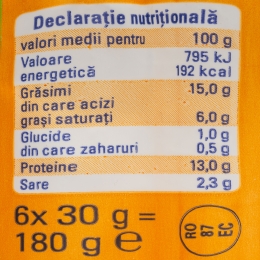 Declarație nutrițională
valori medii pentru 100 g
Valoare 795 kJ
energetică 192 kcal
Grăsimi 15,0 g
din care acizi
grași saturați 6,0 g
Glucide 1,0 g
din care zaharuri 0,5 g
Proteine 13,0 g
Sare 2,3 g
6x 30 g =
180 g e
RO
87
EC